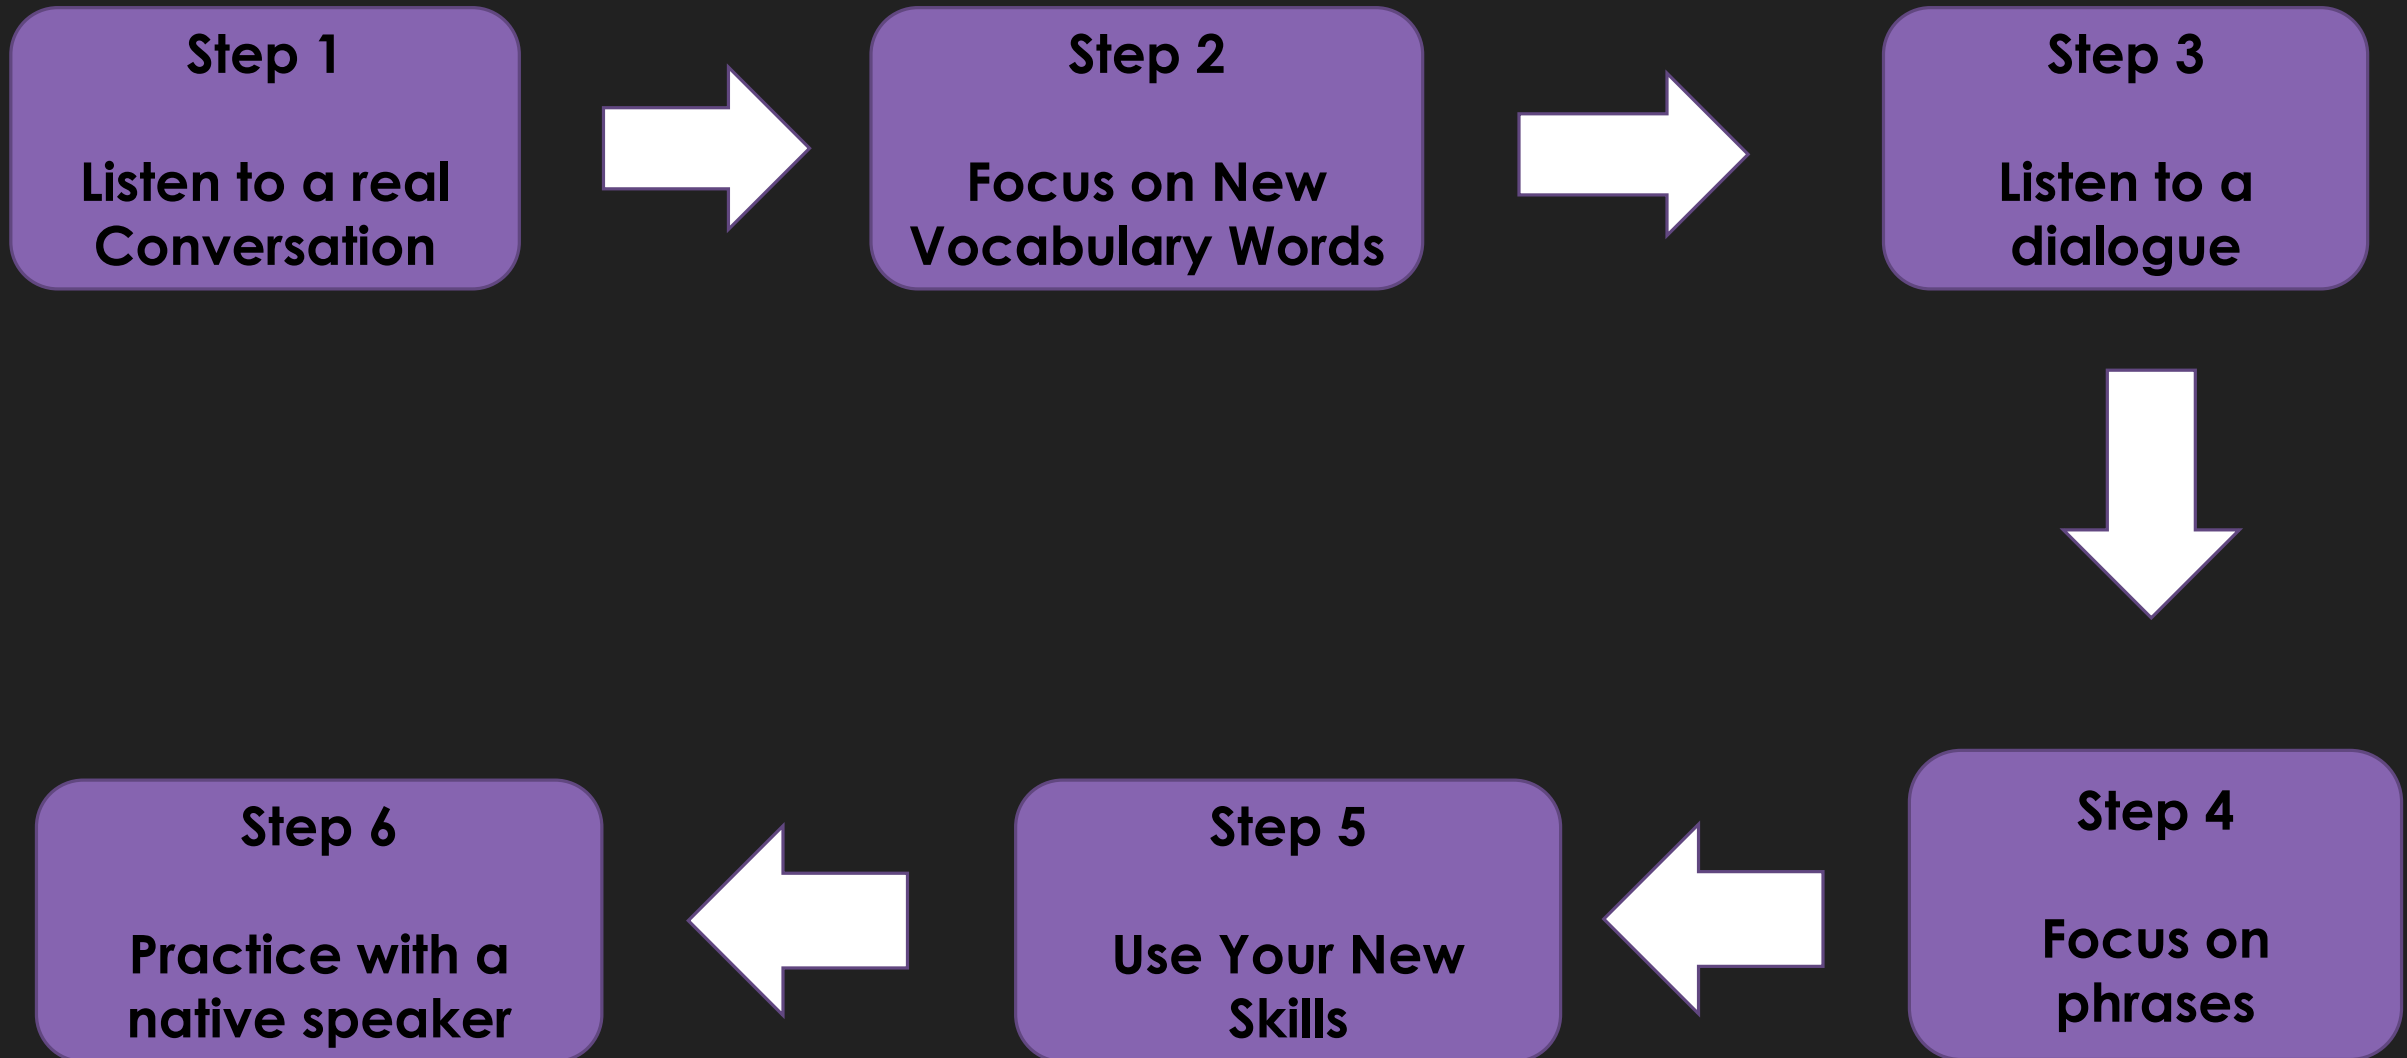 Step 1
Listen to a real
Conversation
Step 2
Focus on New
Vocabulary Words
Step 3
Listen to a
dialogue
Step 4
Focus on
phrases
Step 5
Use Your New
Skills
Step 6
Practice with a
native speaker